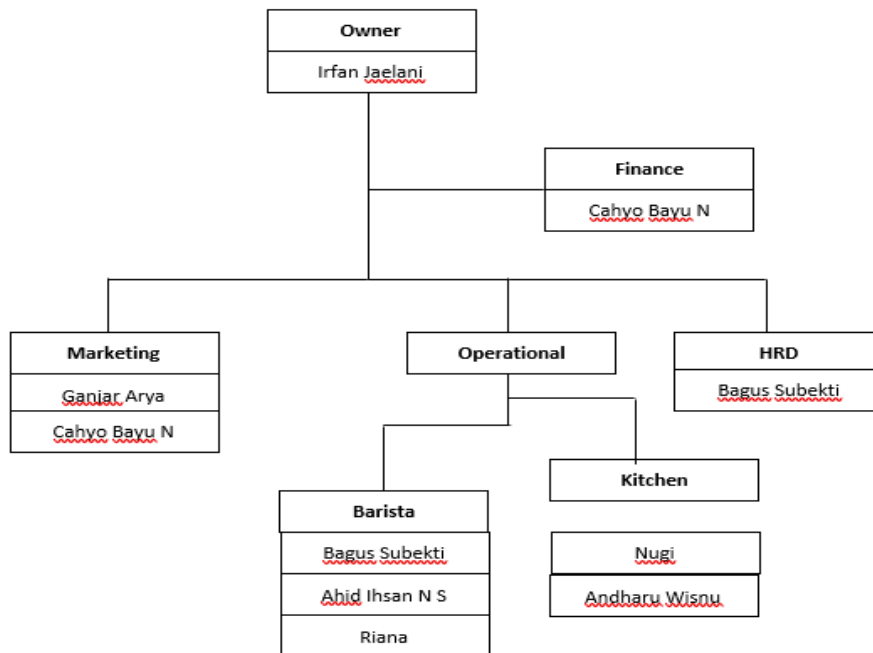 Owner
Irfan Jaelani
Finance
Cahyo Bayu N
Marketing
Ganjar Arya
Cahyo Bayu N
Operational
HRD
Bagus Subekti
Barista
Bagus Subekti
Ahid Ihsan N S
Riana
Kitchen
Nugi
Andharu Wisnu